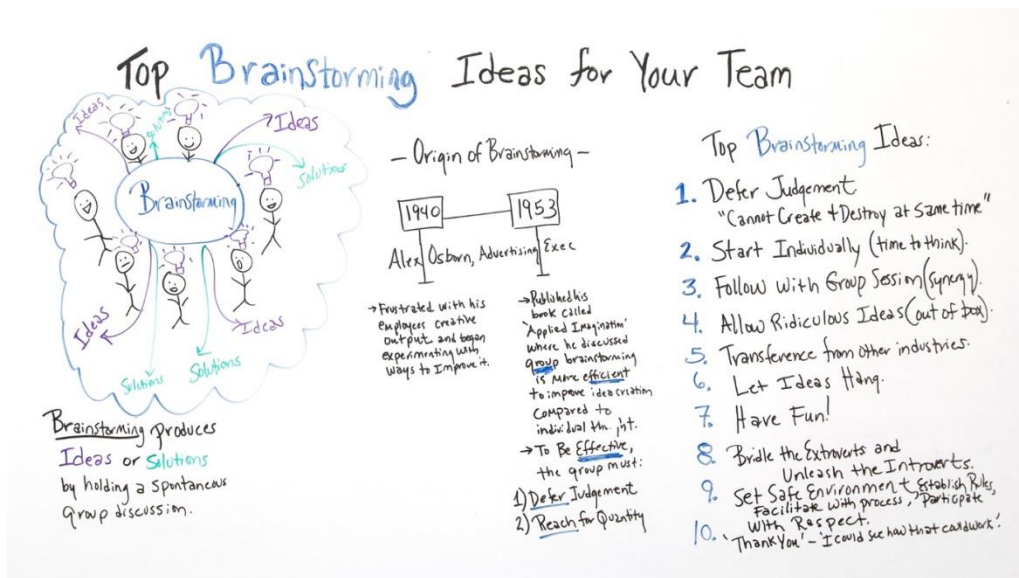 Top Brainstorming Ideas for Your Team
Ideas
Ideas
Solutions
Brainstorming
Ideas
Ideas
Solutions
Solutions
Brainstorming produces
Ideas or Solutions
by holding a spontaneous
group discussion.
- Origin of Brainstorming -
1940
1953
Alex Osborn, Advertising Exec
→ Frustrated with his
employees creative
output and began
experimenting with
ways to Improve it.
→ Published his
book called
'Applied Imagination'
where he discussed
group brainstorming
is more efficient
to improve idea creation
compared to
individual
→ To Be Effective,
the group must:
1) Defer Judgement
2) Reach for Quantity
Top Brainstorming Ideas:
1. Defer Judgement
"Cannot Create & Destroy at Same time"
2. Start Individually (time to think).
3. Follow with Group Session (synergy).
4. Allow Ridiculous Ideas (out of box).
5. Transference from other industries.
6. Let Ideas Hang.
7. Have Fun!
8. Bridle the Extroverts and
Unleash the Introverts.
9. Set Safe Environment Establish Rules,
Facilitate with process, 'Participate
With Respect.
10. 'Thank You' - 'I could see how that could work'.